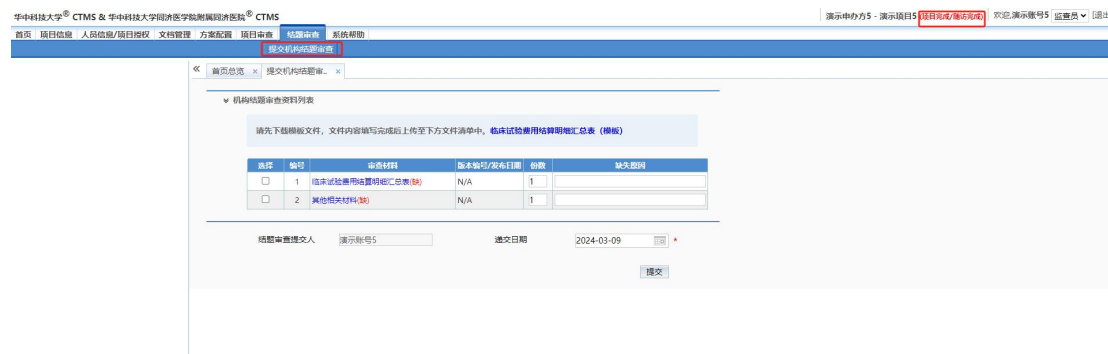 华中科技大学® CTMS & 华中科技大学同济医学院附属同济医院® CTMS
演示申办方5 - 演示项目5 (项目完成/随访完成) 欢迎,演示账号5 监查员 [退出
首页 项目信息 人员信息/项目授权 文档管理 方案配置 项目审查 结题审查 系统帮助
提交机构结题审查
« 首页总览 × 提交机构结题审.. ×
机构结题审查资料列表
请先下载模板文件，文件内容填写完成后上传至下方文件清单中。临床试验费用结算明细汇总表（模板）
选择 编号 审查材料 版本编号/发布日期 份数 缺失原因
1 临床试验费用结算明细汇总表(缺) N/A 1
2 其他相关材料(缺) N/A 1
结题审查提交人 演示账号5 递交日期 2024-03-09 *
提交